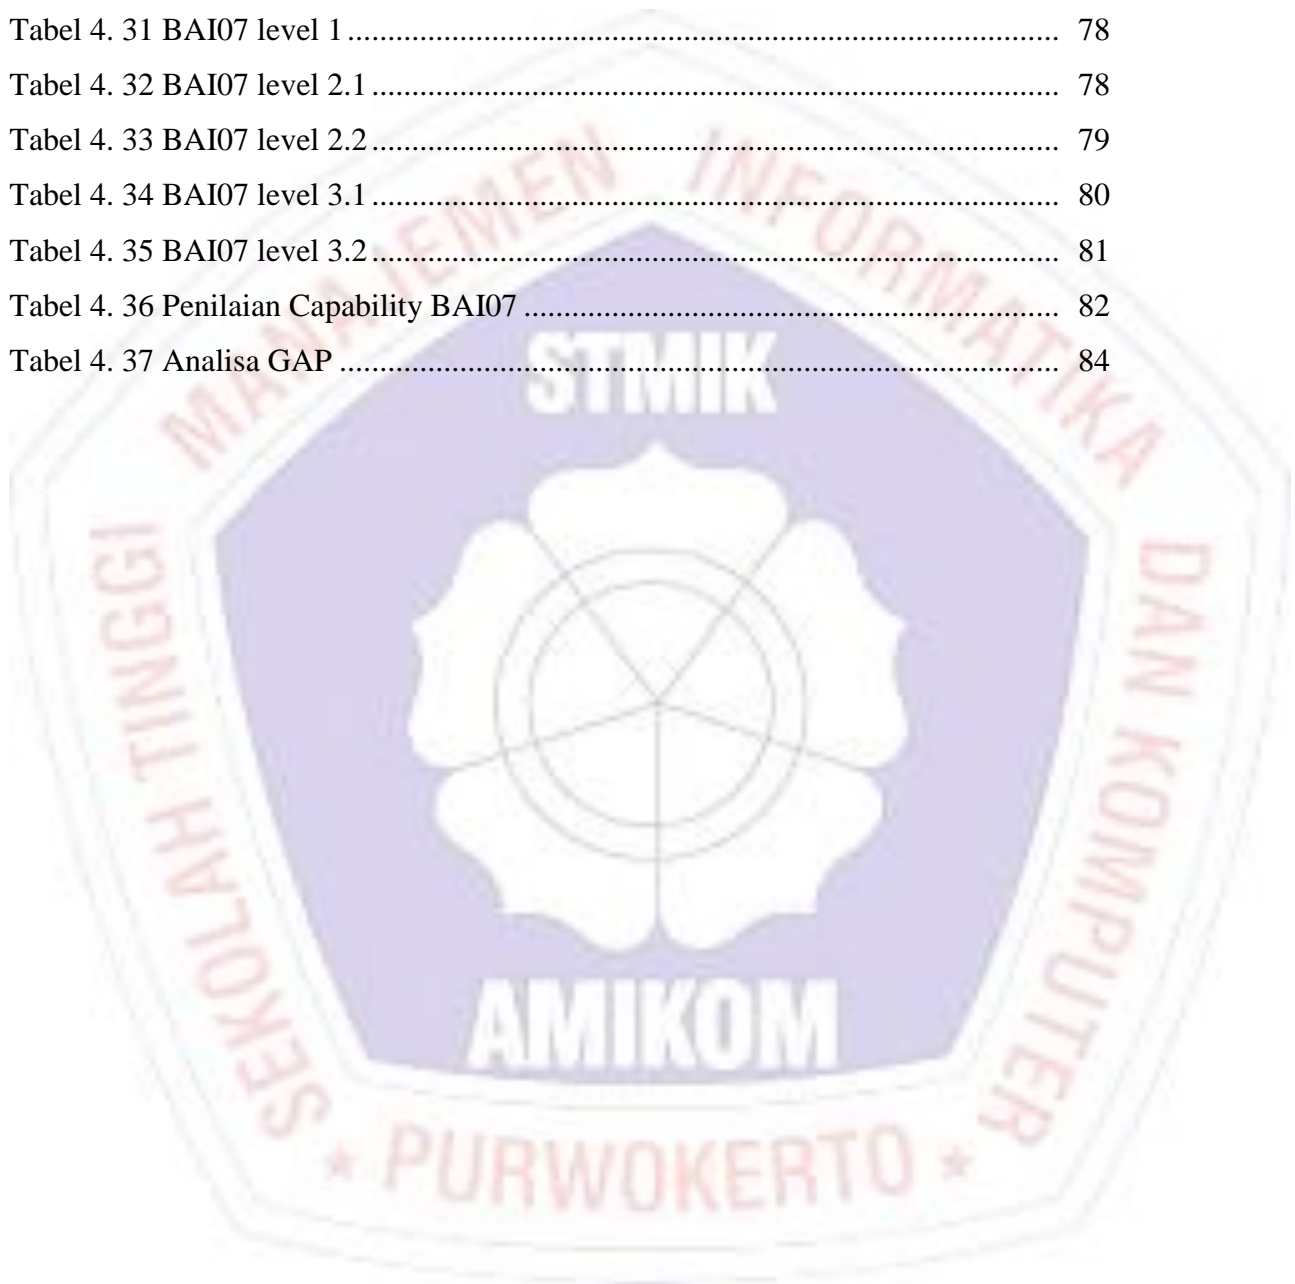 Tabel 4. 31 BAI07 level 1 ........................................................................................ 78
Tabel 4. 32 BAI07 level 2.1 ..................................................................................... 78
Tabel 4. 33 BAI07 level 2.2 ..................................................................................... 79
Tabel 4. 34 BAI07 level 3.1 ..................................................................................... 80
Tabel 4. 35 BAI07 level 3.2 ..................................................................................... 81
Tabel 4. 36 Penilaian Capability BAI07 .................................................................. 82
Tabel 4. 37 Analisa GAP ......................................................................................... 84
SEKOLAH TINGGI MANAJEMEN INFORMATIKA DAN KOMPUTER
STMIK
AMIKOM
* PURWOKERTO *